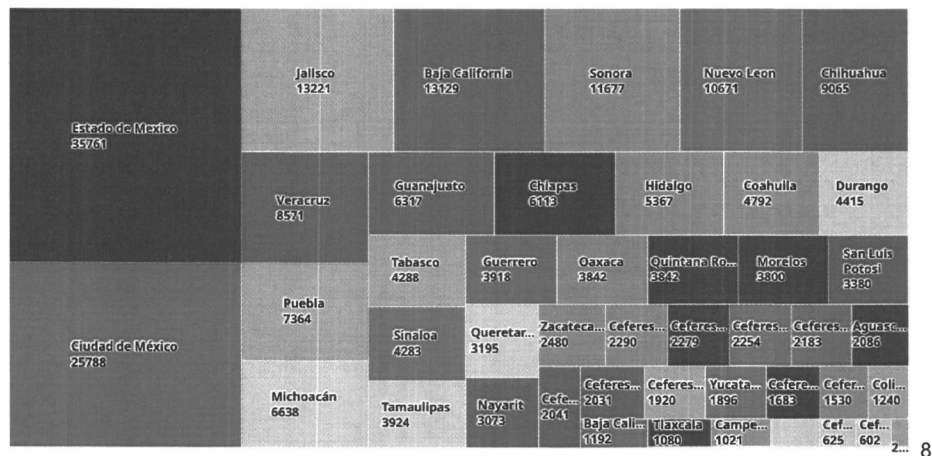 Estado de Mexico
35761
Ciudad de México
25788
Jalisco
13221
Baja California
13129
Sonora
11677
Nuevo Leon
10671
Chihuahua
9065
Veracruz
8571
Puebla
7364
Michoacán
6638
Guanajuato
6317
Chiapas
6113
Hidalgo
5367
Coahuila
4792
Durango
4415
Tabasco
4288
Sinaloa
4283
Tamaulipas
3924
Guerrero
3918
Oaxaca
3842
Quintana Ro...
3842
Morelos
3800
San Luis
Potosi
3380
Queretar...
3195
Nayarit
3073
Zacateca...
2480
Ceferes...
2290
Ceferes...
2279
Ceferes...
2254
Ceferes...
2183
Aguasc...
2086
Cefe...
2041
Ceferes...
2031
Ceferes...
1920
Yucata...
1896
Cefere...
1683
Cefer...
1530
Coli...
1240
Baja Cali...
1192
Tlaxcala
1080
Campe...
1021
Cef...
625
Cef...
602
2...
8